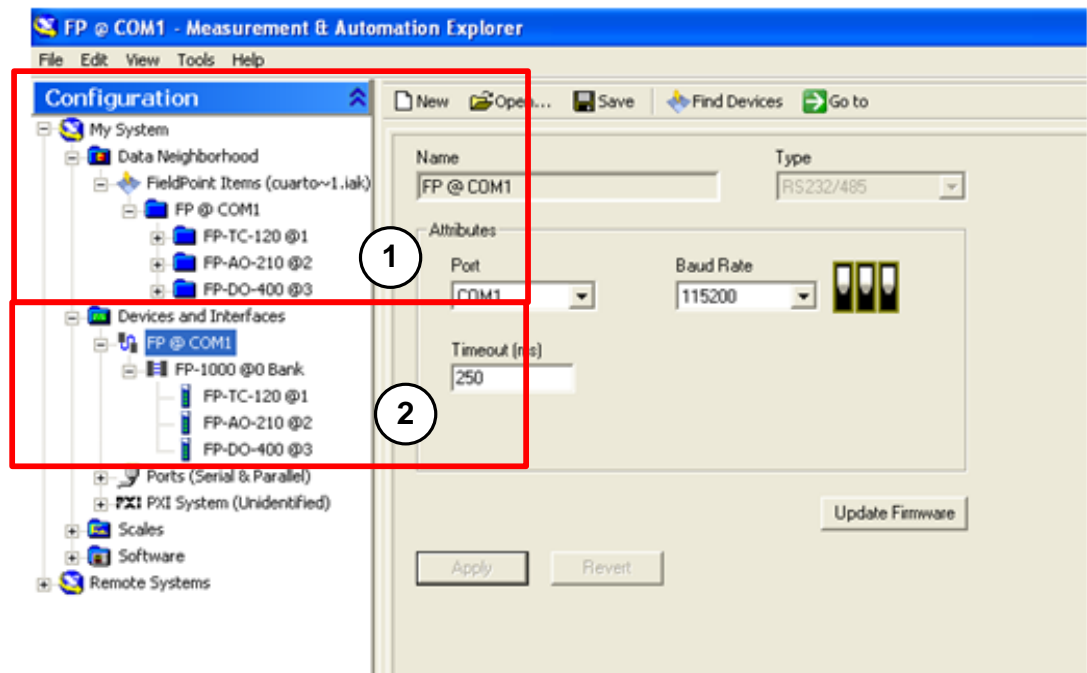 FP @ COM1 - Measurement & Automation Explorer
File Edit View Tools Help
Configuration
New Open... Save Find Devices Go to
My System
Data Neighborhood
FieldPoint Items (cuarto~1.iak)
FP @ COM1
FP-TC-120 @1
FP-AO-210 @2
FP-DO-400 @3
Devices and Interfaces
FP @ COM1
FP-1000 @0 Bank
FP-TC-120 @1
FP-AO-210 @2
FP-DO-400 @3
Ports (Serial & Parallel)
PXI PXI System (Unidentified)
Scales
Software
Remote Systems
1
2
Name Type
FP @ COM1 RS232/485
Attributes
Port Baud Rate
COM1 115200
Timeout (ms)
250
Update Firmware
Apply Revert